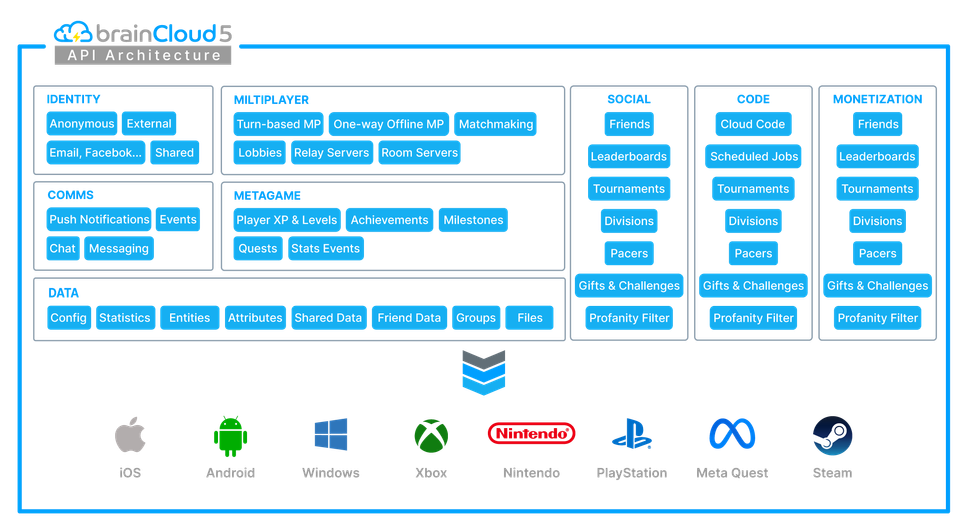 brainCloud 5
API Architecture
IDENTITY
Anonymous External
Email, Facebok... Shared
MILTIPLAYER
Turn-based MP One-way Offline MP Matchmaking
Lobbies Relay Servers Room Servers
COMMS
Push Notifications Events
Chat Messaging
METAGAME
Player XP & Levels Achievements Milestones
Quests Stats Events
DATA
Config Statistics Entities Attributes Shared Data Friend Data Groups Files
SOCIAL
Friends
Leaderboards
Tournaments
Divisions
Pacers
Gifts & Challenges
Profanity Filter
CODE
Cloud Code
Scheduled Jobs
Tournaments
Divisions
Pacers
Gifts & Challenges
Profanity Filter
MONETIZATION
Friends
Leaderboards
Tournaments
Divisions
Pacers
Gifts & Challenges
Profanity Filter
Nintendo
iOS Android Windows Xbox Nintendo PlayStation Meta Quest Steam